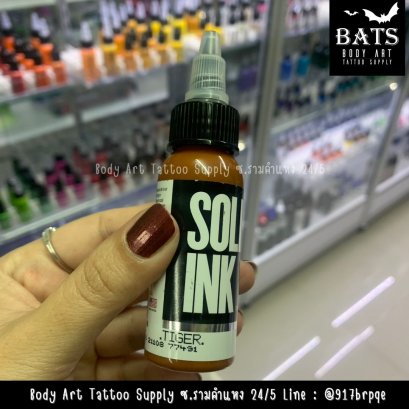 BATS
BODY ART
TATTOO SUPPLY
Body Art Tattoo Supply ซ.รามคำแหง 24/5
SOL
INK
.TIGER.
21008 77491
Body Art Tattoo Supply ซ.รามคำแหง 24/5 Line : @917brpqe